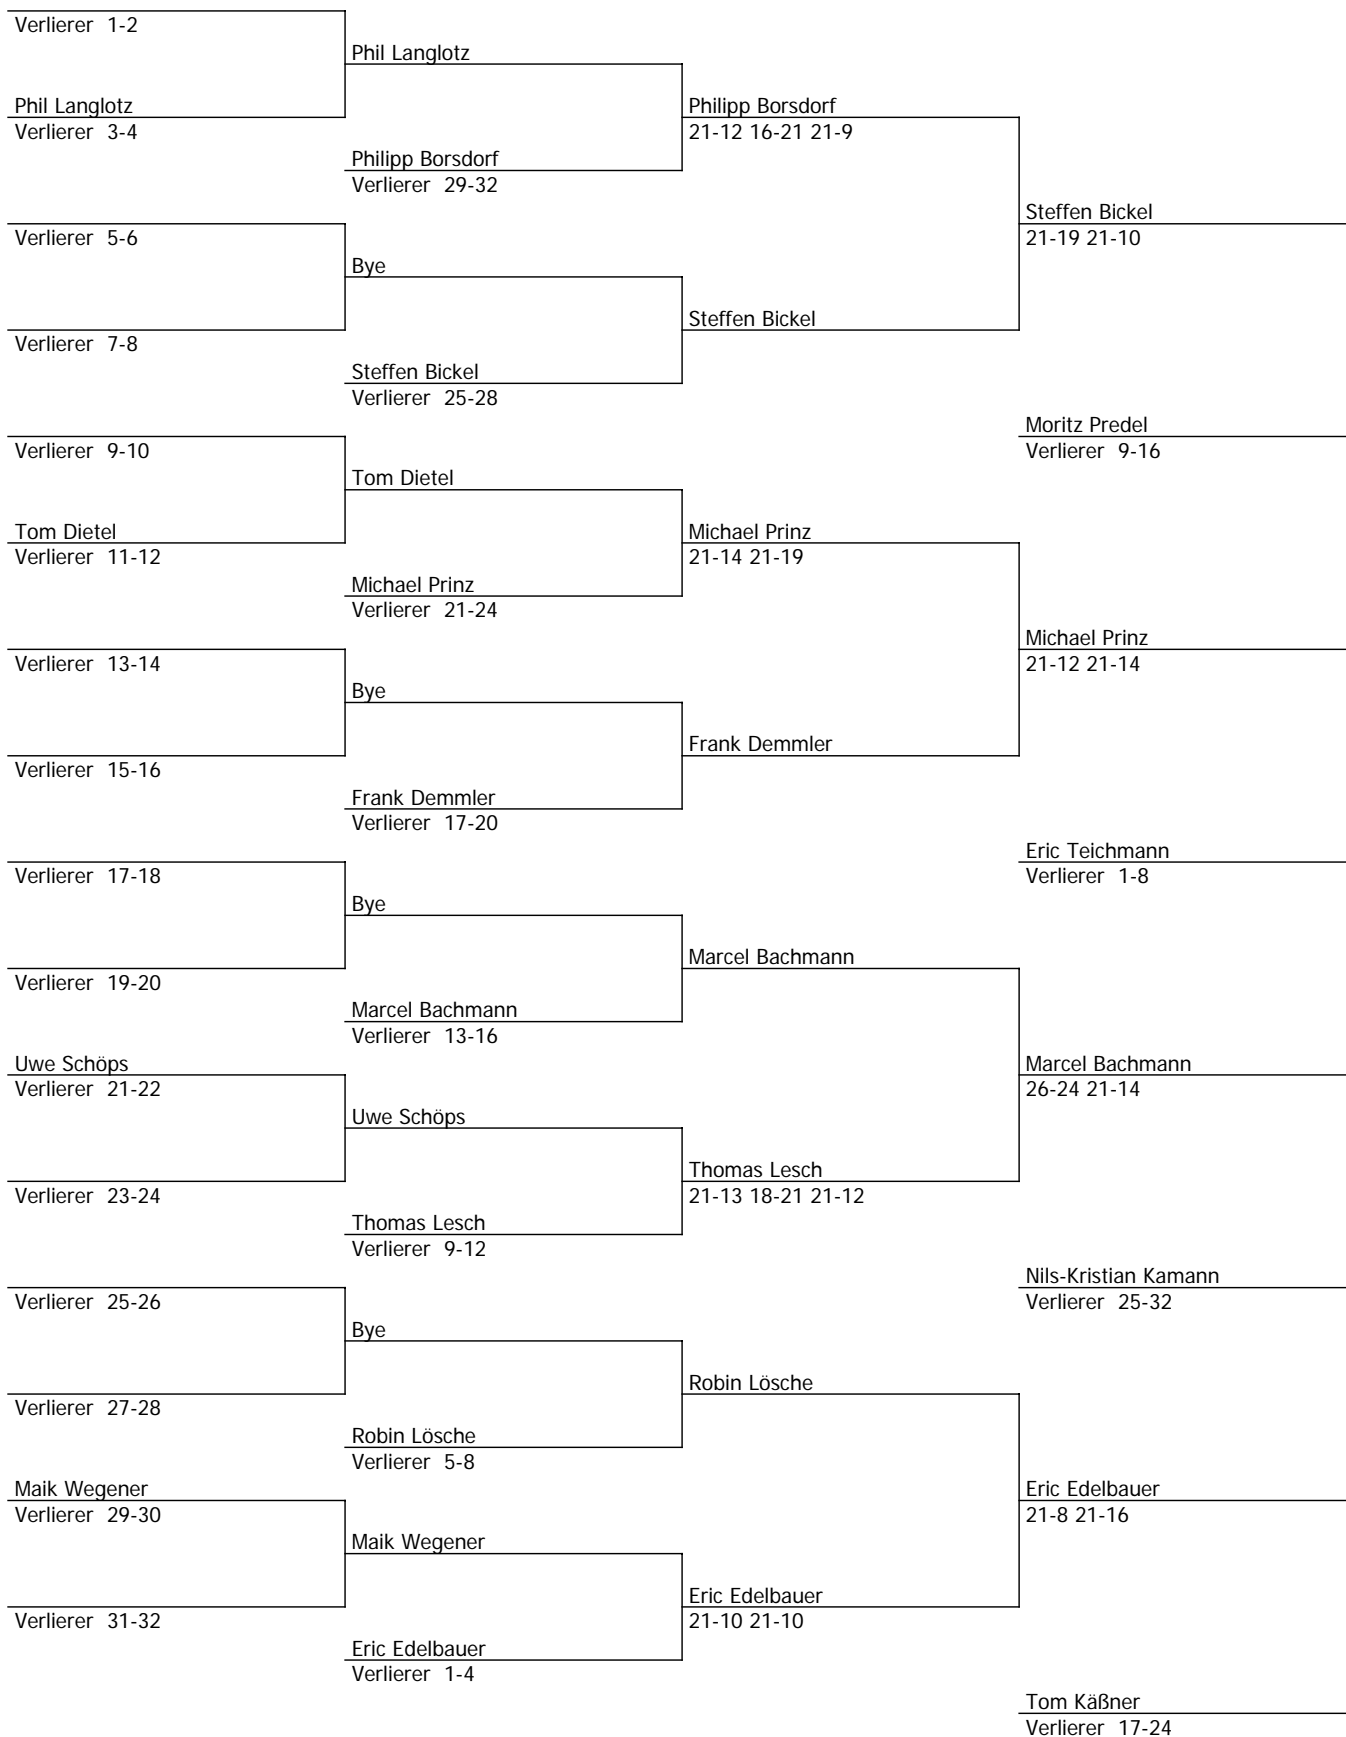 Verlierer 1-2
Phil Langlotz
Phil Langlotz
Verlierer 3-4
Philipp Borsdorf
21-12 16-21 21-9
Philipp Borsdorf
Verlierer 29-32
Steffen Bickel
21-19 21-10
Verlierer 5-6
Bye
Steffen Bickel
Verlierer 7-8
Steffen Bickel
Verlierer 25-28
Moritz Predel
Verlierer 9-16
Verlierer 9-10
Tom Dietel
Tom Dietel
Verlierer 11-12
Michael Prinz
21-14 21-19
Michael Prinz
Verlierer 21-24
Michael Prinz
21-12 21-14
Verlierer 13-14
Bye
Frank Demmler
Verlierer 15-16
Frank Demmler
Verlierer 17-20
Eric Teichmann
Verlierer 1-8
Verlierer 17-18
Bye
Marcel Bachmann
Verlierer 19-20
Marcel Bachmann
Verlierer 13-16
Uwe Schöps
Verlierer 21-22
Marcel Bachmann
26-24 21-14
Uwe Schöps
Thomas Lesch
21-13 18-21 21-12
Verlierer 23-24
Thomas Lesch
Verlierer 9-12
Nils-Kristian Kamann
Verlierer 25-32
Verlierer 25-26
Bye
Robin Lösche
Verlierer 27-28
Robin Lösche
Verlierer 5-8
Maik Wegener
Verlierer 29-30
Eric Edelbauer
21-8 21-16
Maik Wegener
Eric Edelbauer
21-10 21-10
Verlierer 31-32
Eric Edelbauer
Verlierer 1-4
Tom Käßner
Verlierer 17-24